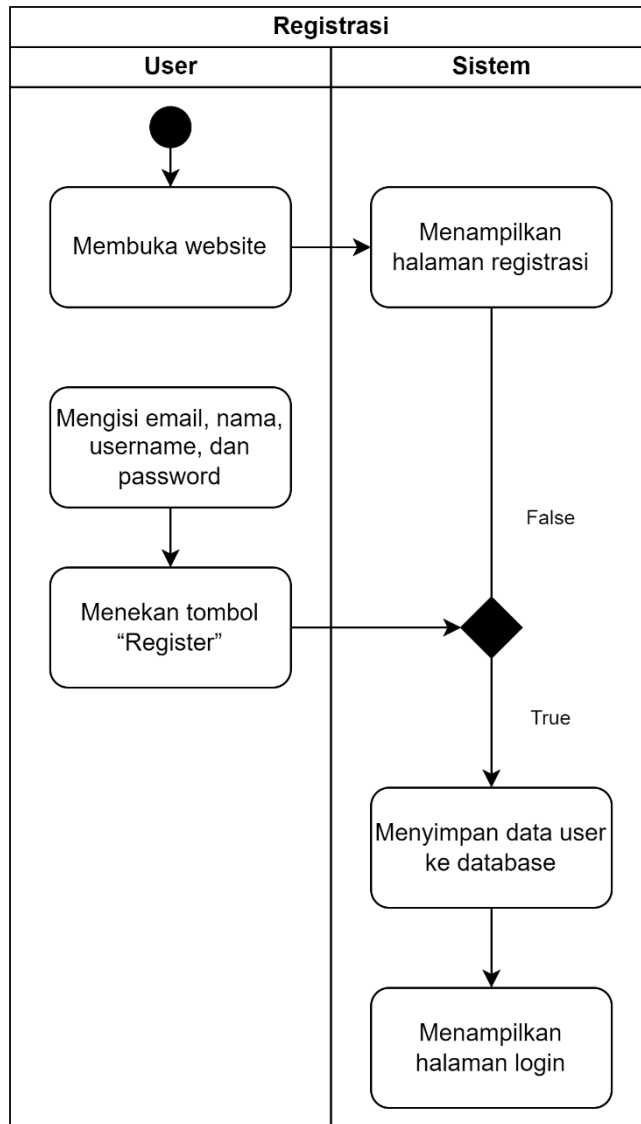 Registrasi
User
Sistem
Membuka website
Menampilkan
halaman registrasi
Mengisi email, nama,
username, dan
password
False
Menekan tombol
“Register”
True
Menyimpan data user
ke database
Menampilkan
halaman login